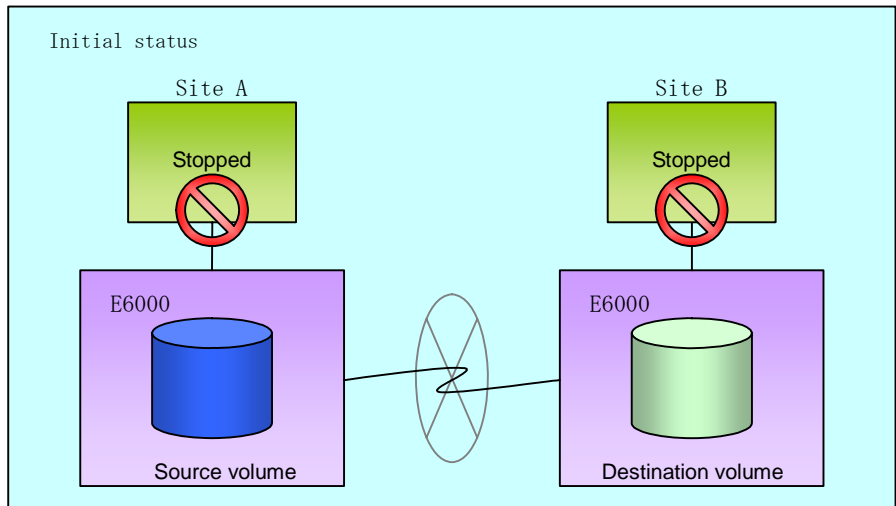 Initial status
Site A
Site B
Stopped
Stopped
E6000
E6000
Source volume
Destination volume